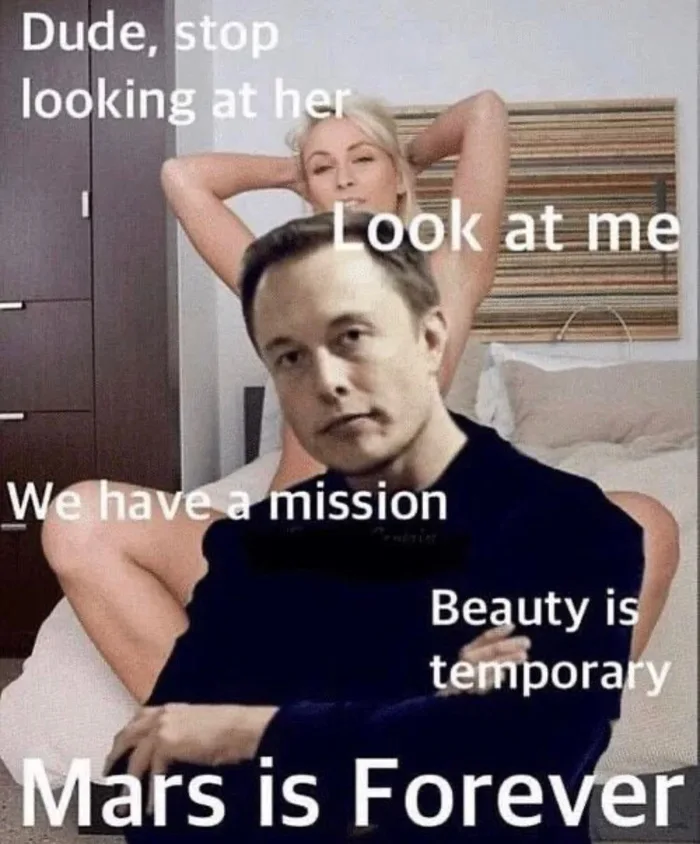 Dude, stop
looking at her
Look at me
We have a mission
Beauty is
temporary
Mars is Forever